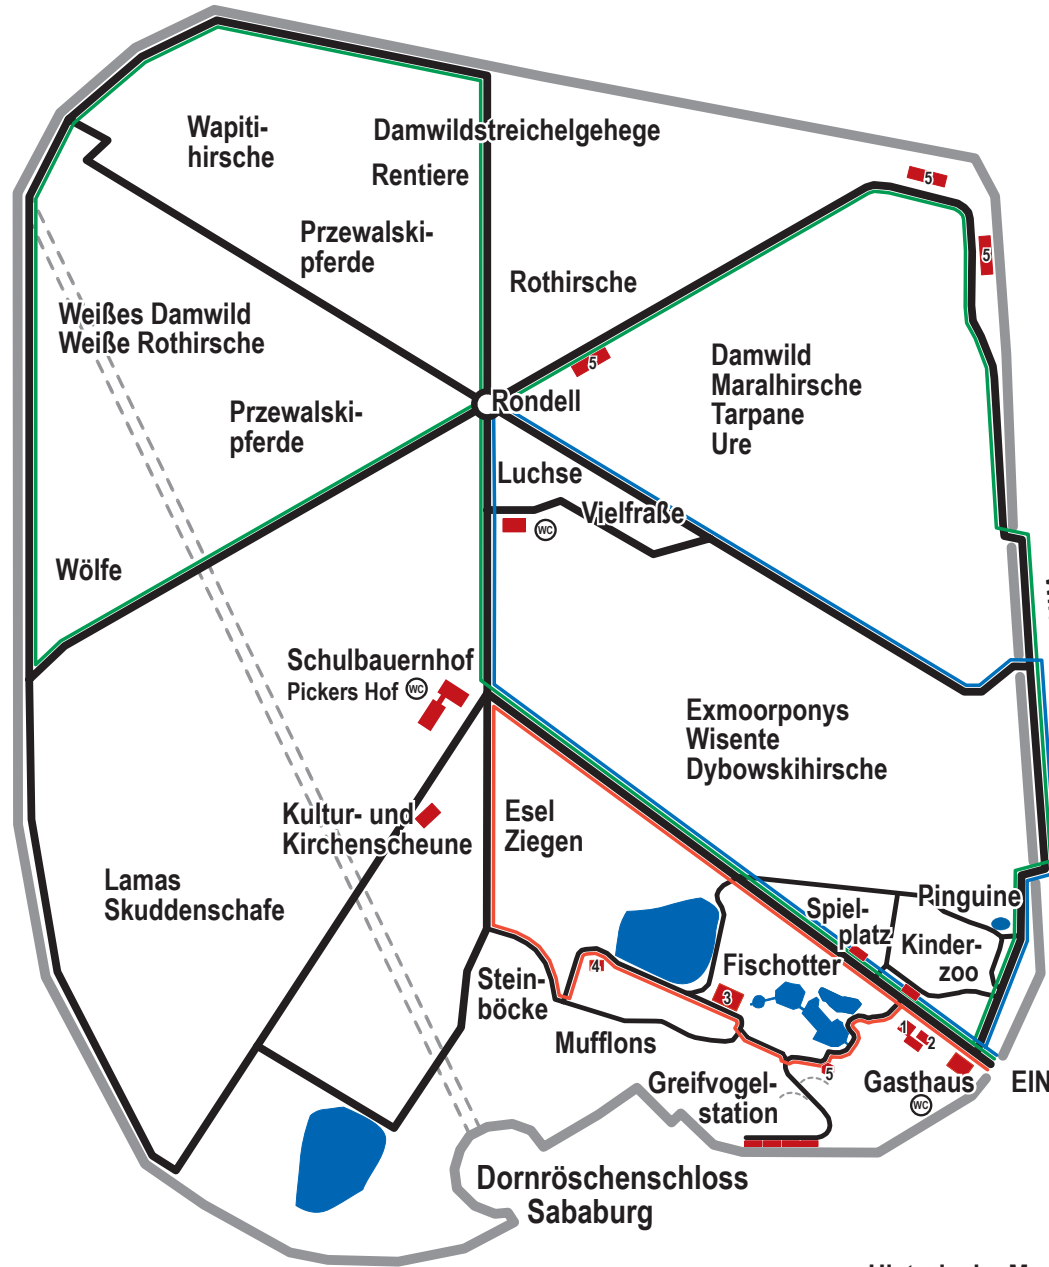 Wapiti-
hirsche
Damwildstreichelgehege
Rentiere
Przewalski-
pferde
5
Rothirsche
5
Weißes Damwild
Weiße Rothirsche
5
Damwild
Maralhirsche
Tarpane
Ure
Przewalski-
pferde
Rondell
Luchse
Vielfraße
WC
Wölfe
Schulbauernhof
Pickers Hof WC
Exmoorponys
Wisente
Dybowskihirsche
Kultur- und
Kirchenscheune
Esel
Ziegen
Lamas
Skuddenschafe
Pinguine
Spiel-
platz
Kinder-
zoo
Fischotter
4
Stein-
böcke
3
Mufflons
1
2
Greifvogel-
station
5
Gasthaus
WC
EIN
Dornröschenschloss
Sababurg